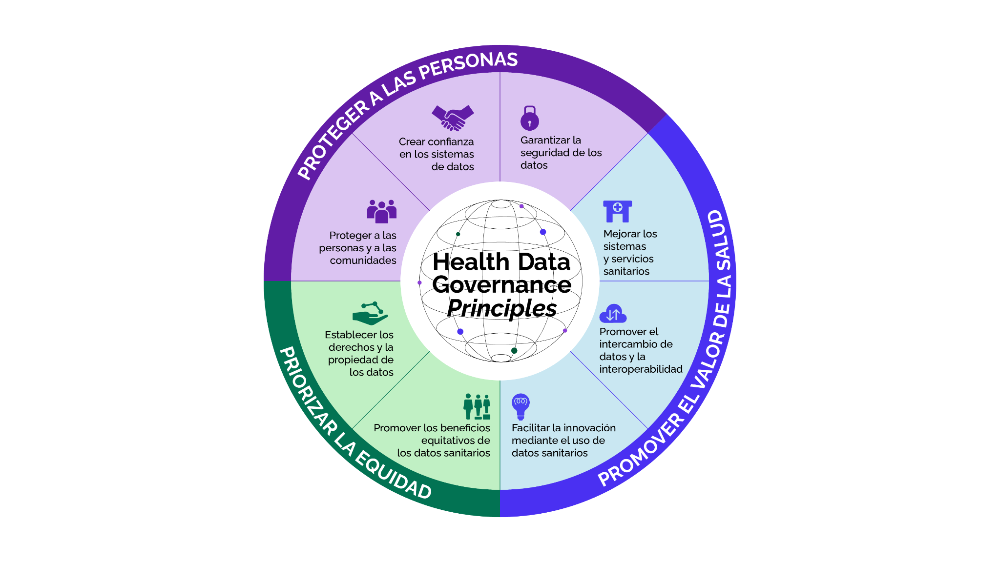 PROTEGER A LAS PERSONAS
Crear confianza
en los sistemas
de datos
Garantizar la
seguridad de los
datos
Proteger a las
personas y a las
comunidades
PROMOVER EL VALOR DE LA SALUD
Mejorar los
sistemas
y servicios
sanitarios
Promover el
intercambio de
datos y la
interoperabilidad
Facilitar la innovación
mediante el uso de
datos sanitarios
PRIORIZAR LA EQUIDAD
Establecer los
derechos y la
propiedad de
los datos
Promover los beneficios
equitativos de
los datos sanitarios
Health Data
Governance
Principles